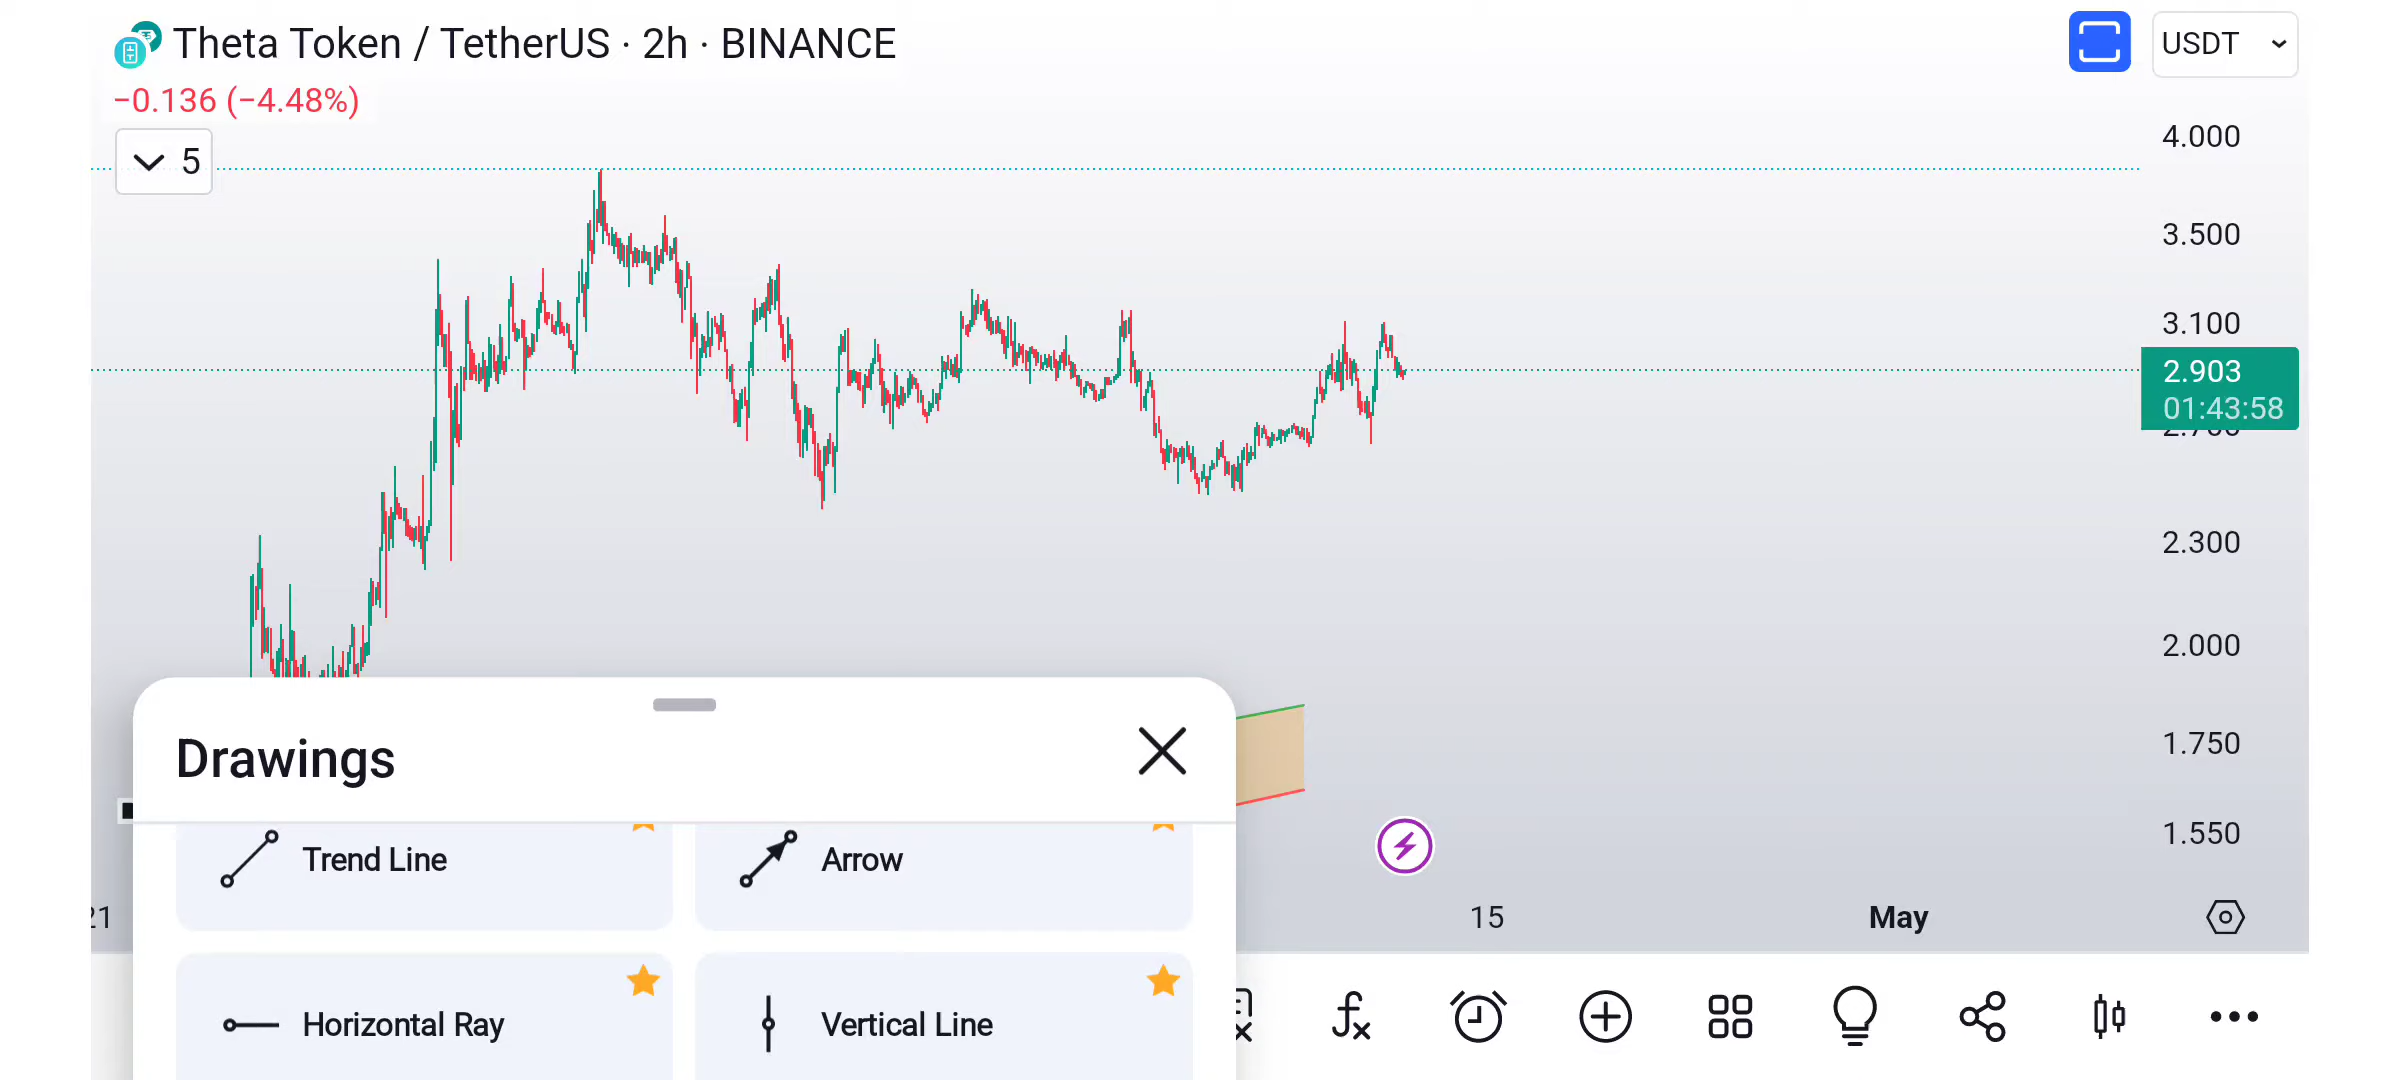 Theta Token / TetherUS · 2h · BINANCE
USDT
−0.136 (−4.48%)
5
4.000
3.500
3.100
2.903
01:43:58
2.300
2.000
1.750
1.550
Drawings
Trend Line
Arrow
Horizontal Ray
Vertical Line
21
15
May